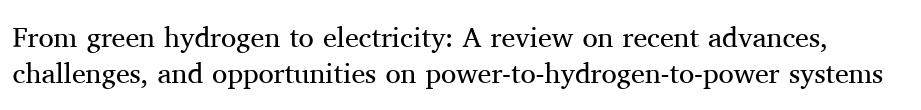 From green hydrogen to electricity: A review on recent advances,
challenges, and opportunities on power-to-hydrogen-to-power systems